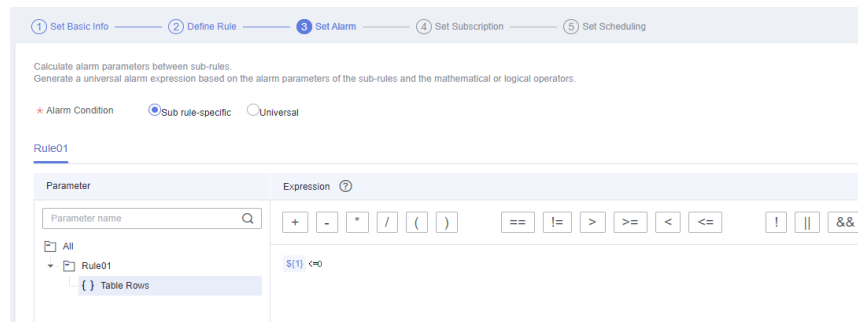 1 Set Basic Info 2 Define Rule 3 Set Alarm 4 Set Subscription 5 Set Scheduling
Calculate alarm parameters between sub-rules.
Generate a universal alarm expression based on the alarm parameters of the sub-rules and the mathematical or logical operators.
* Alarm Condition Sub rule-specific Universal
Rule01
Parameter Expression ?
Parameter name + - * / ( ) == != > >= < <= ! || &&
All
Rule01 ${1} <=0
{ } Table Rows